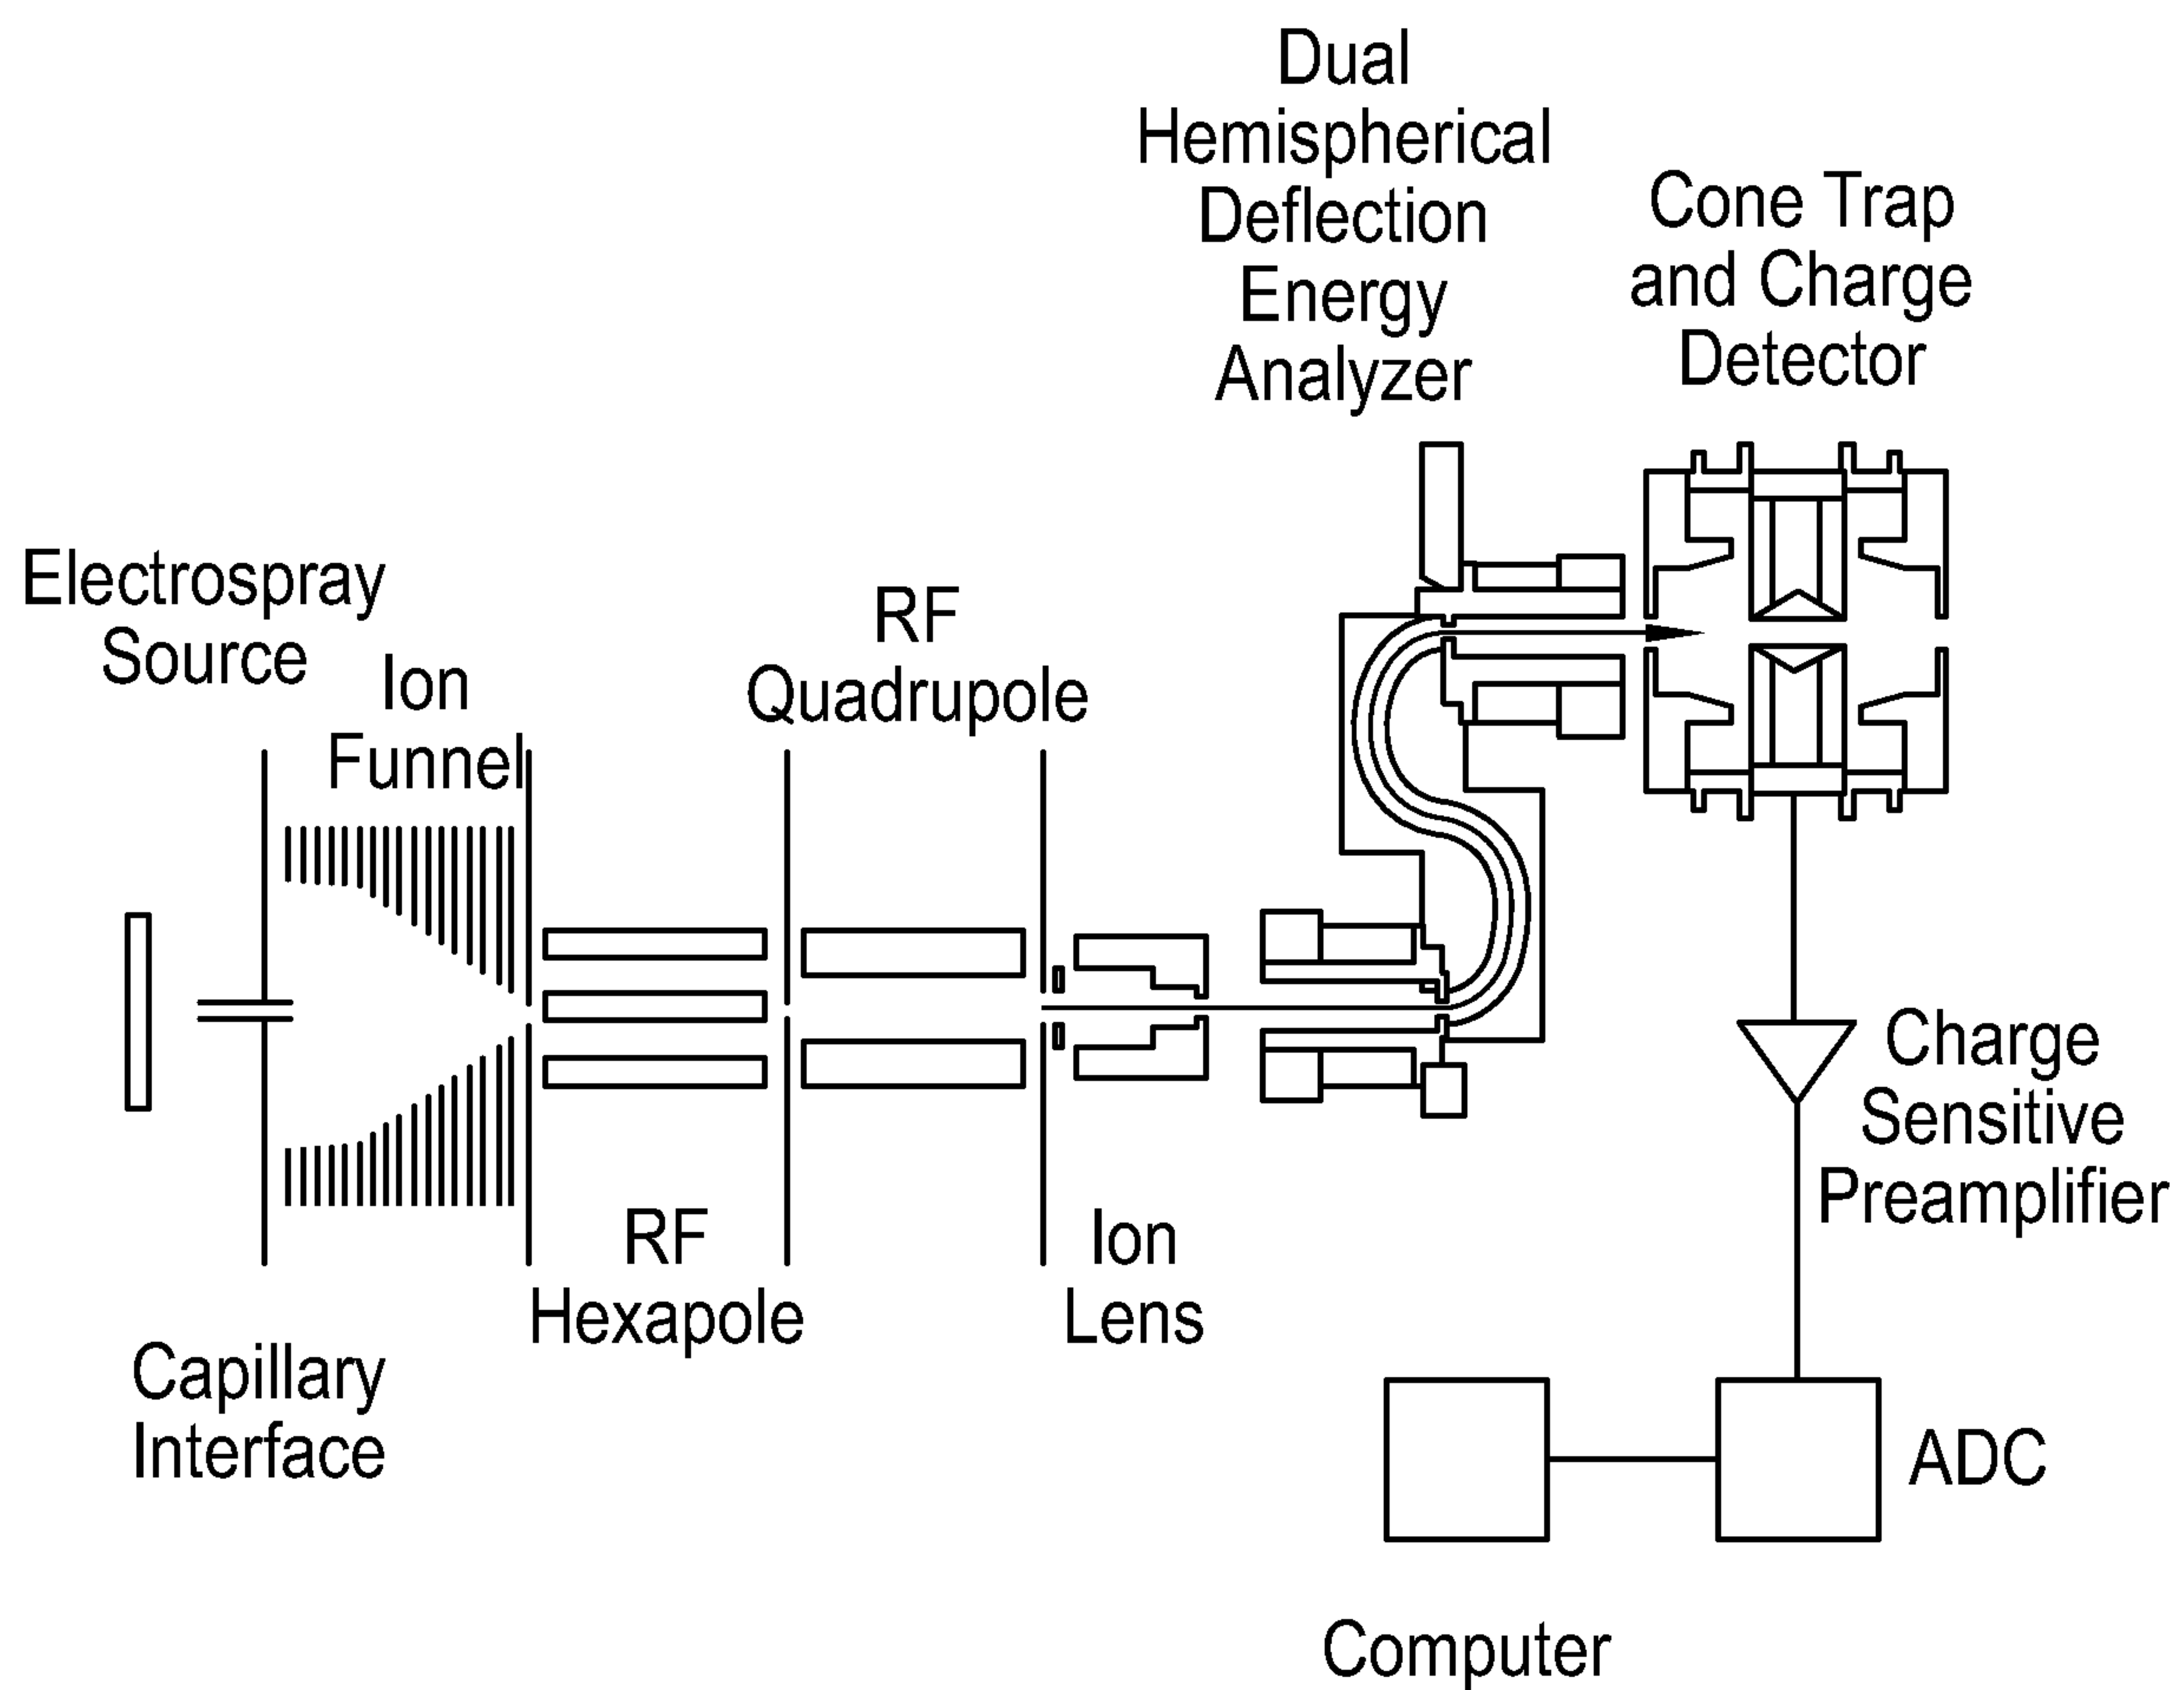 Dual
Hemispherical
Deflection
Energy
Analyzer
Cone Trap
and Charge
Detector
Electrospray
Source
Ion
Funnel
RF
Quadrupole
RF
Hexapole
Ion
Lens
Capillary
Interface
Charge
Sensitive
Preamplifier
ADC
Computer